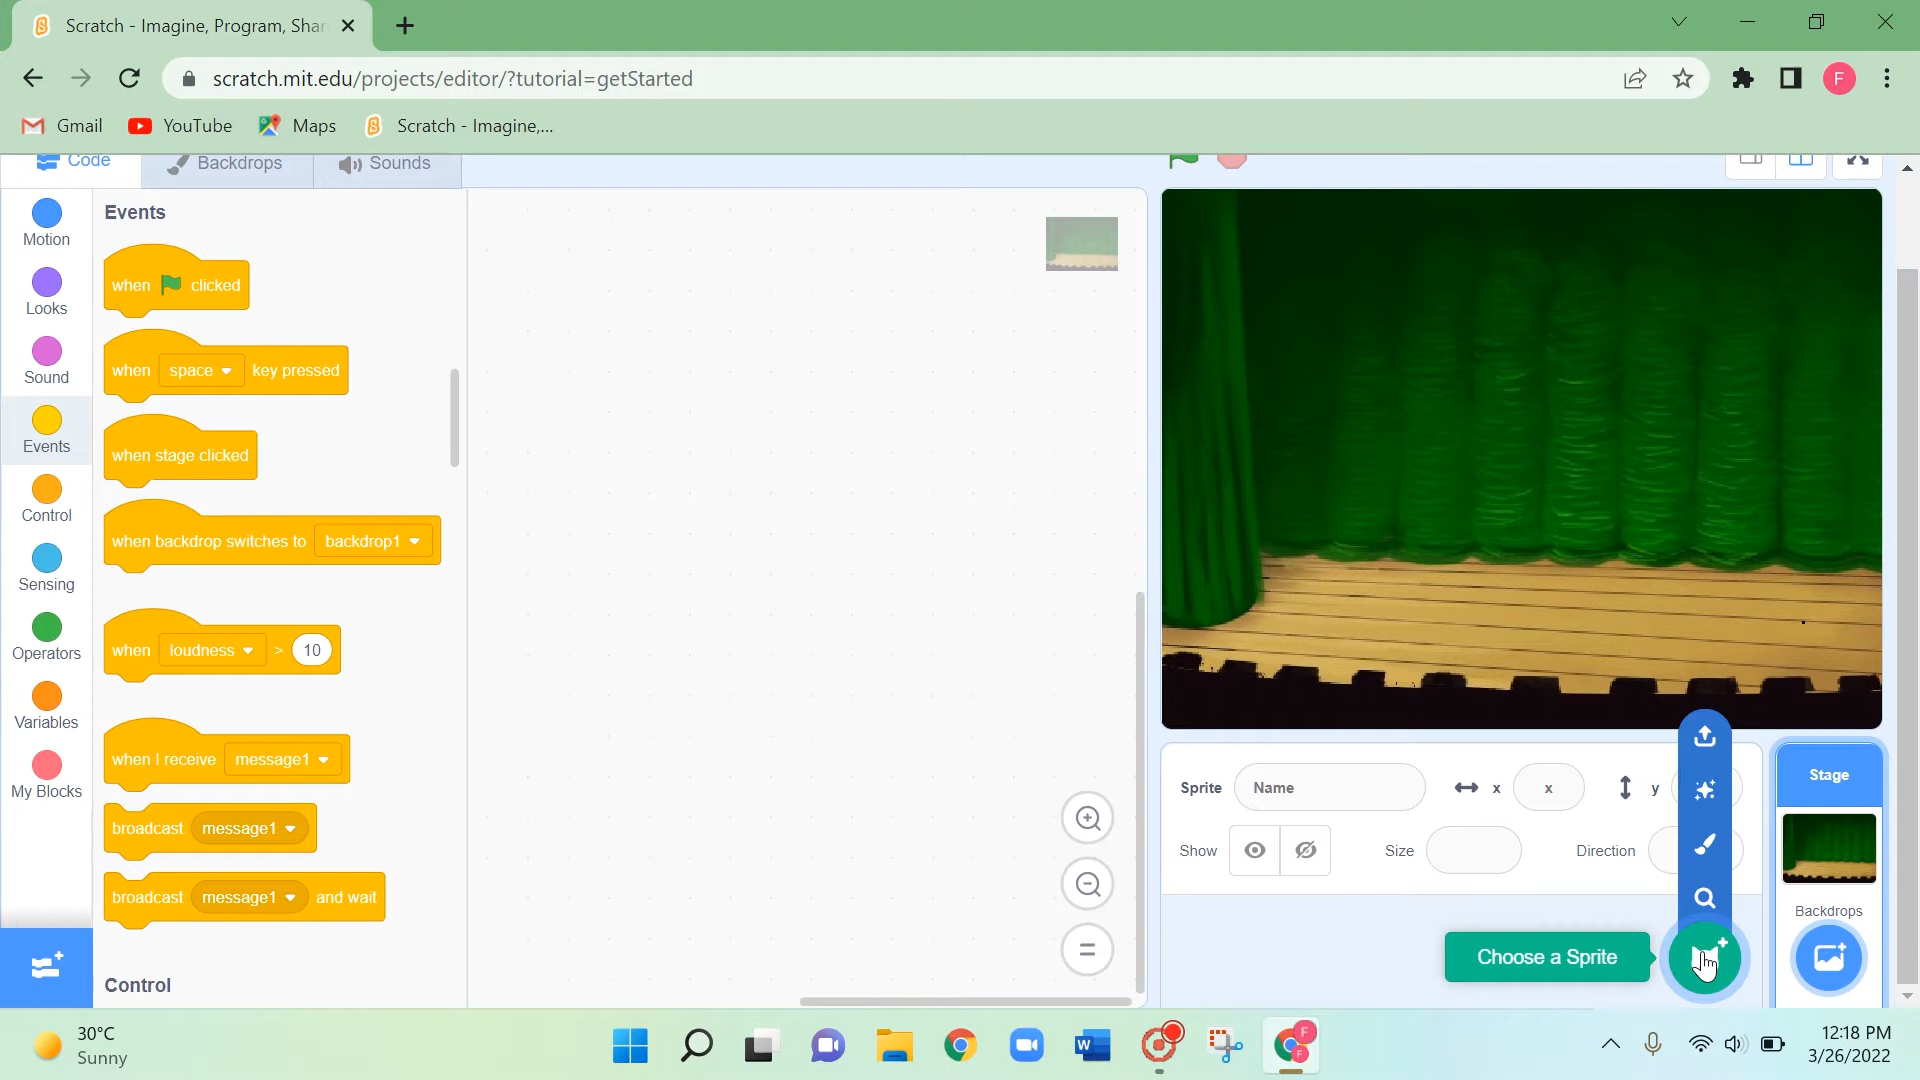 Scratch - Imagine, Program, Shar
scratch.mit.edu/projects/editor/?tutorial=getStarted
F
Gmail
YouTube
Maps
Scratch - Imagine,...
Code
Backdrops
Sounds
Motion
Looks
Sound
Events
Control
Sensing
Operators
Variables
My Blocks
Events
when clicked
when space key pressed
when stage clicked
when backdrop switches to backdrop1
when loudness > 10
when I receive message1
broadcast message1
broadcast message1 and wait
Control
Sprite Name x x y
Show Size Direction
Choose a Sprite
Stage
Backdrops
30°C
Sunny
W
F
F
12:18 PM
3/26/2022